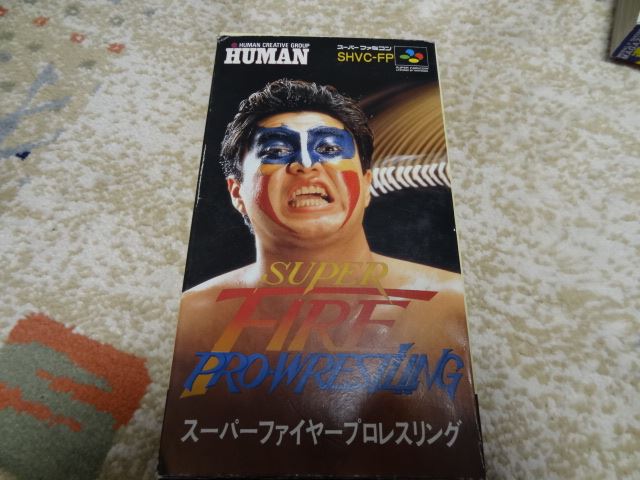 HUMAN CREATIVE GROUP
HUMAN
スーパーファミコン
SHVC-FP
SUPER
FIRE
PRO-WRESTLING
スーパーファイヤープロレスリング